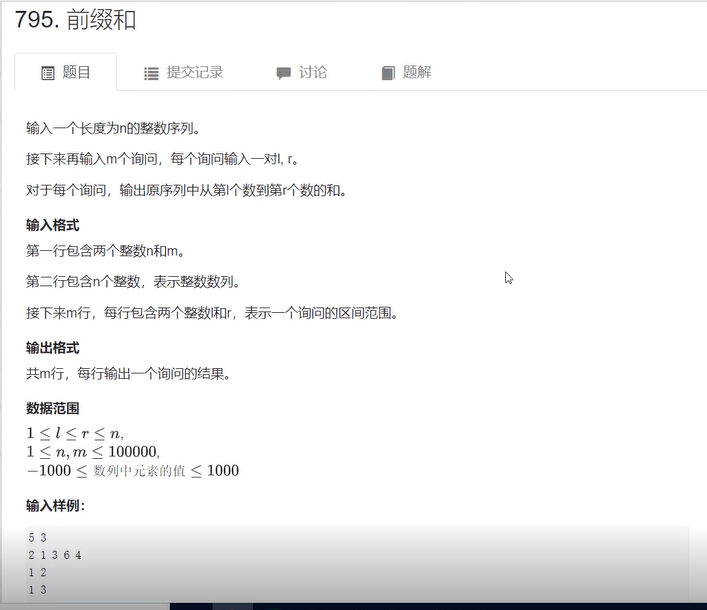 795. 前缀和
题目 提交记录 讨论 题解
输入一个长度为n的整数序列。
接下来再输入m个询问，每个询问输入一对l, r。
对于每个询问，输出原序列中从第l个数到第r个数的和。
输入格式
第一行包含两个整数n和m。
第二行包含n个整数，表示整数数列。
接下来m行，每行包含两个整数l和r，表示一个询问的区间范围。
输出格式
共m行，每行输出一个询问的结果。
数据范围
1 ≤ l ≤ r ≤ n,
1 ≤ n, m ≤ 100000,
−1000 ≤ 数列中元素的值 ≤ 1000
输入样例：
5 3
2 1 3 6 4
1 2
1 3